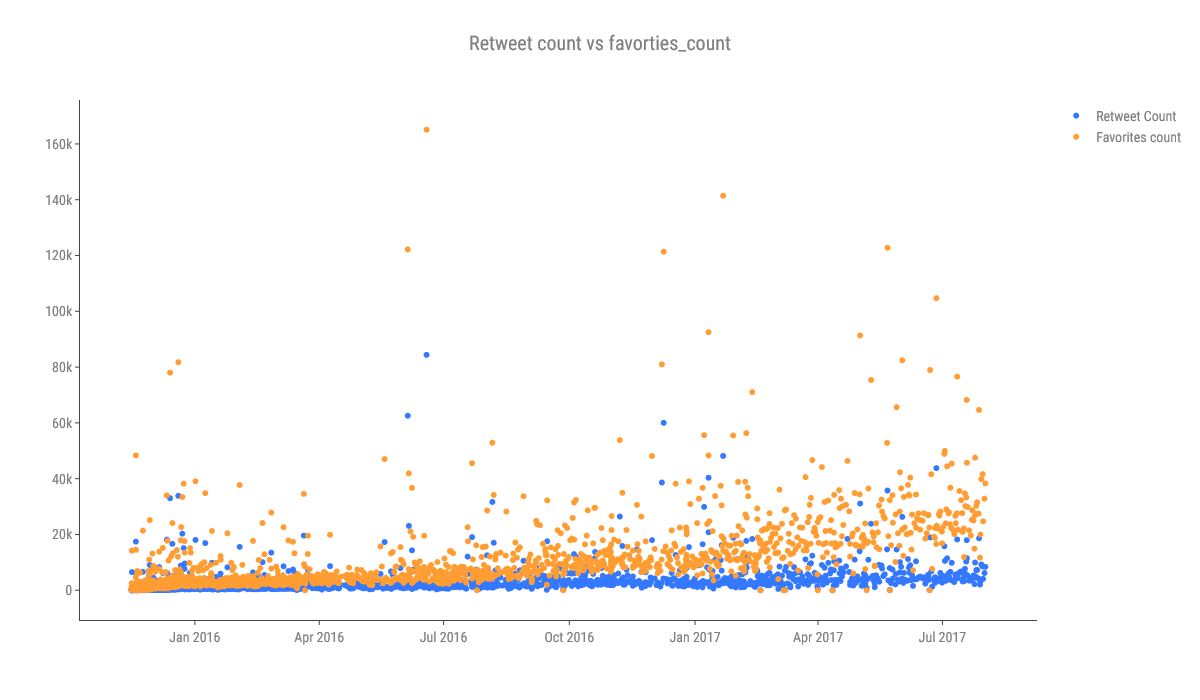 Retweet count vs favorties_count
Retweet Count
Favorites count
160k
140k
120k
100k
80k
60k
40k
20k
0
Jan 2016 Apr 2016 Jul 2016 Oct 2016 Jan 2017 Apr 2017 Jul 2017